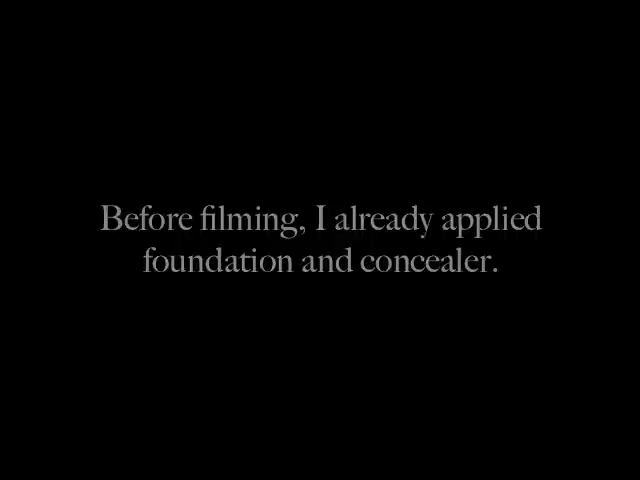 Before filming, I already applied
foundation and concealer.